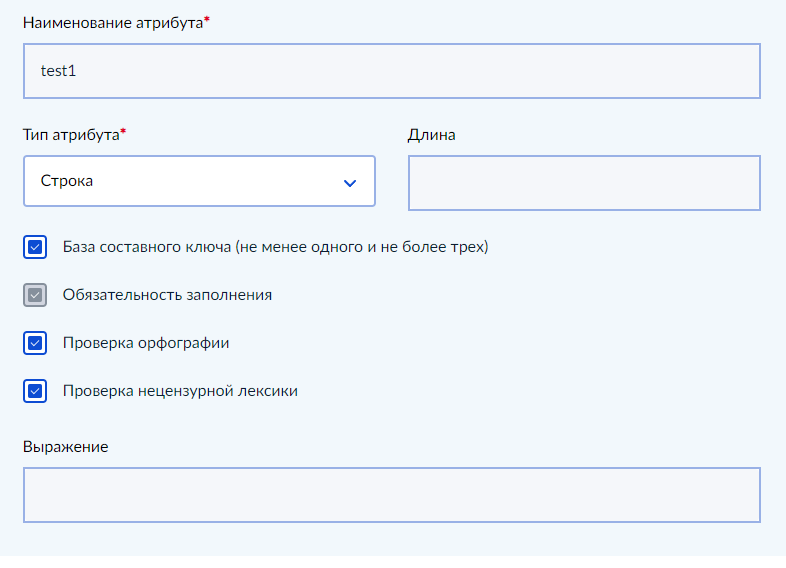 Наименование атрибута*
test1
Тип атрибута*
Длина
Строка
База составного ключа (не менее одного и не более трех)
Обязательность заполнения
Проверка орфографии
Проверка нецензурной лексики
Выражение